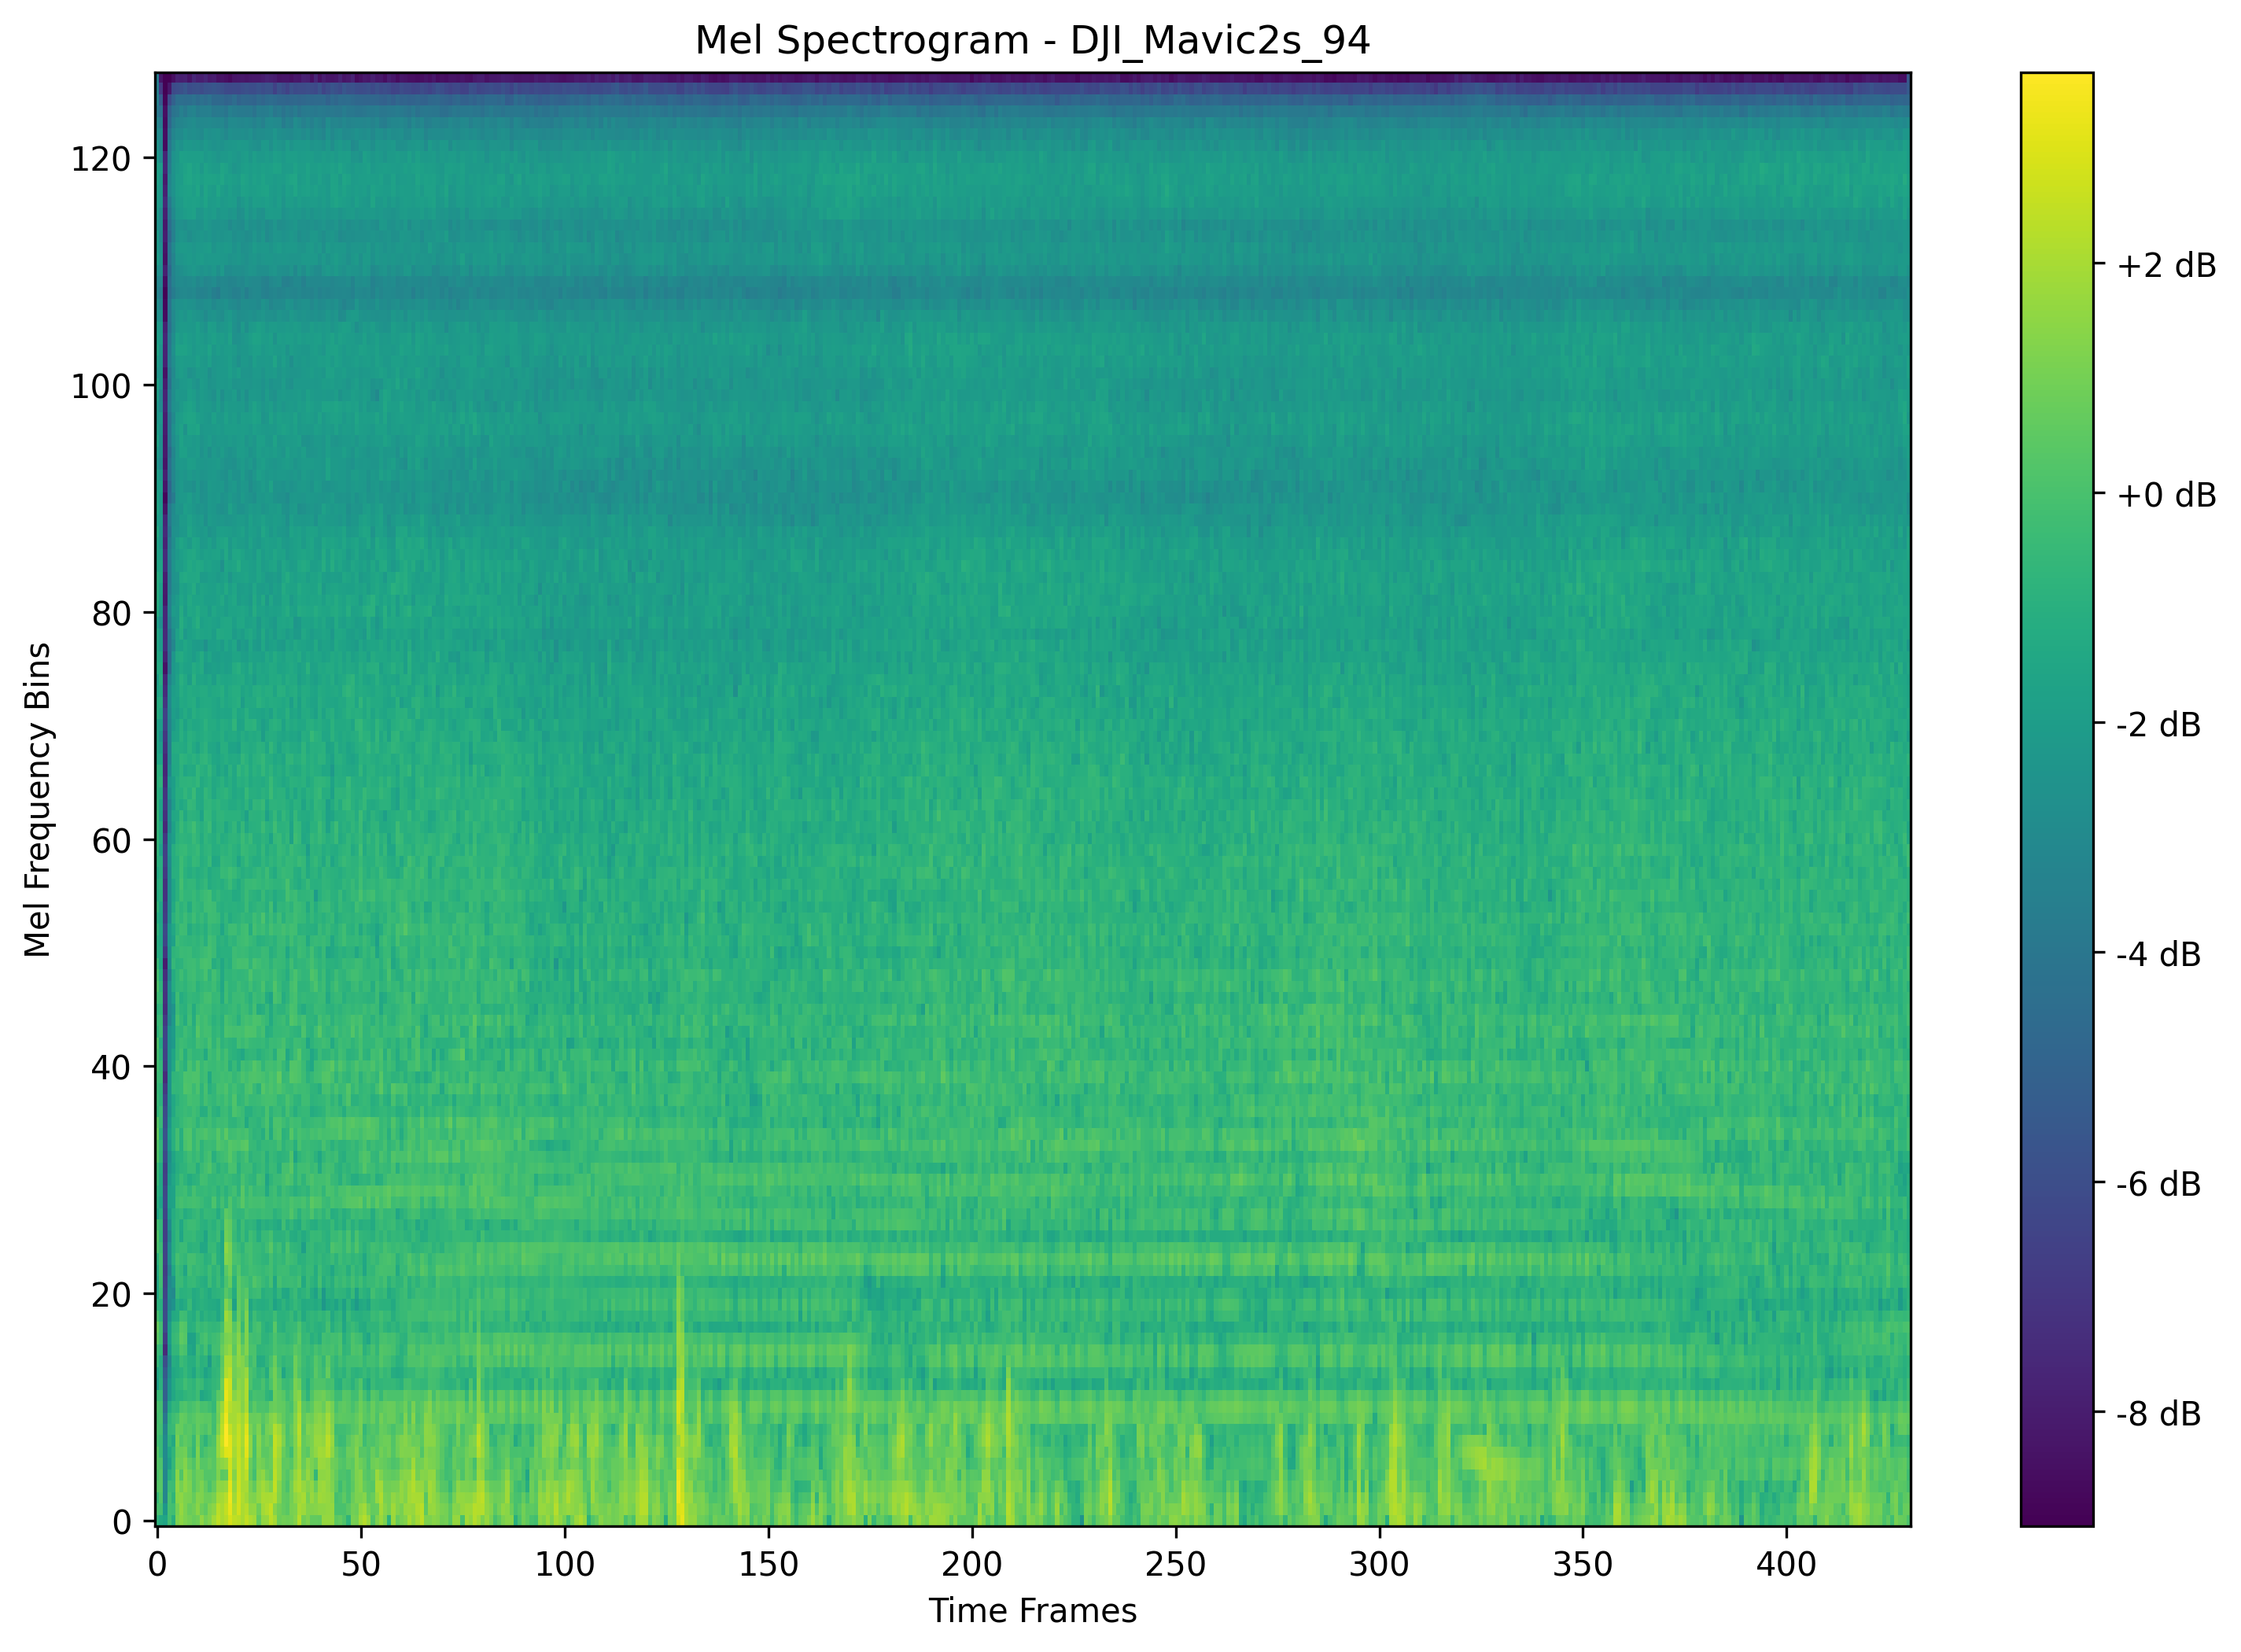 Mel Spectrogram - DJI_Mavic2s_94
Mel Frequency Bins
120
100
80
60
40
20
0
0 50 100 150 200 250 300 350 400
Time Frames
+2 dB
+0 dB
-2 dB
-4 dB
-6 dB
-8 dB